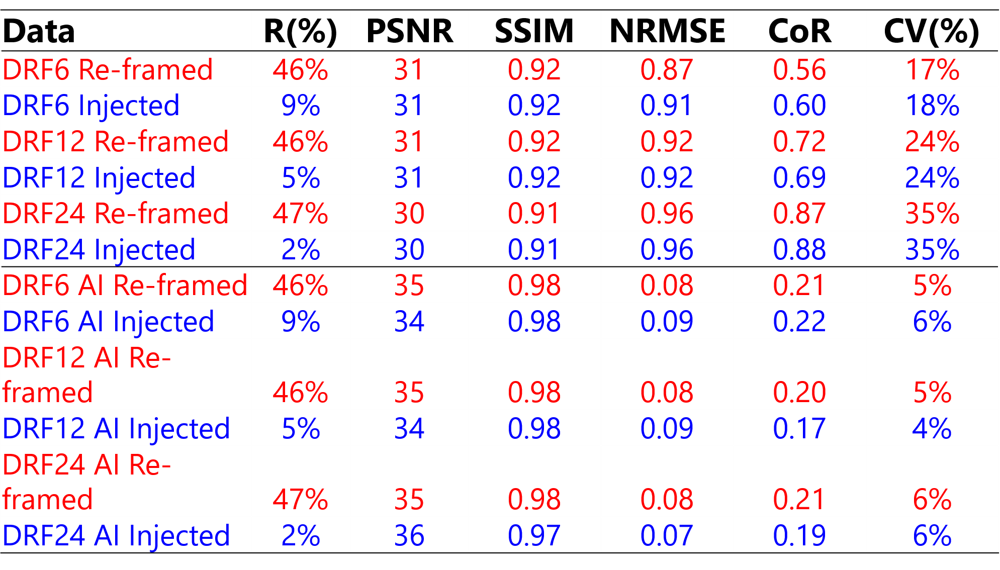 Data R(%) PSNR SSIM NRMSE CoR CV(%)
DRF6 Re-framed 46% 31 0.92 0.87 0.56 17%
DRF6 Injected 9% 31 0.92 0.91 0.60 18%
DRF12 Re-framed 46% 31 0.92 0.92 0.72 24%
DRF12 Injected 5% 31 0.92 0.92 0.69 24%
DRF24 Re-framed 47% 30 0.91 0.96 0.87 35%
DRF24 Injected 2% 30 0.91 0.96 0.88 35%
DRF6 AI Re-framed 46% 35 0.98 0.08 0.21 5%
DRF6 AI Injected 9% 34 0.98 0.09 0.22 6%
DRF12 AI Re-
framed 46% 35 0.98 0.08 0.20 5%
DRF12 AI Injected 5% 34 0.98 0.09 0.17 4%
DRF24 AI Re-
framed 47% 35 0.98 0.08 0.21 6%
DRF24 AI Injected 2% 36 0.97 0.07 0.19 6%